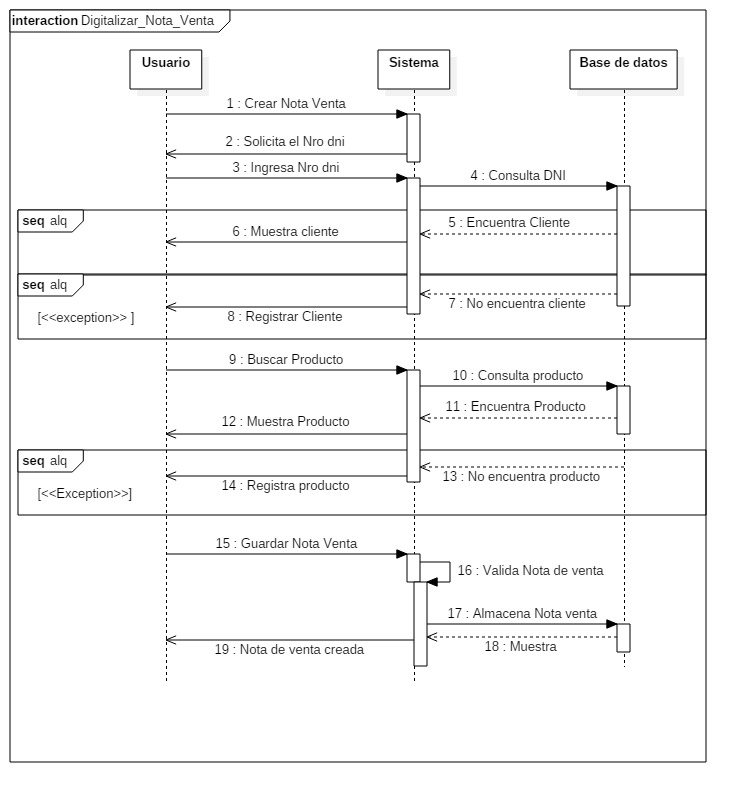 interaction Digitalizar_Nota_Venta
Usuario
Sistema
Base de datos
1 : Crear Nota Venta
2 : Solicita el Nro dni
3 : Ingresa Nro dni
4 : Consulta DNI
seq alq
5 : Encuentra Cliente
6 : Muestra cliente
seq alq
7 : No encuentra cliente
[<<exception>> ]
8 : Registrar Cliente
9 : Buscar Producto
10 : Consulta producto
11 : Encuentra Producto
12 : Muestra Producto
seq alq
13 : No encuentra producto
14 : Registra producto
[<<Exception>>]
15 : Guardar Nota Venta
16 : Valida Nota de venta
17 : Almacena Nota venta
18 : Muestra
19 : Nota de venta creada